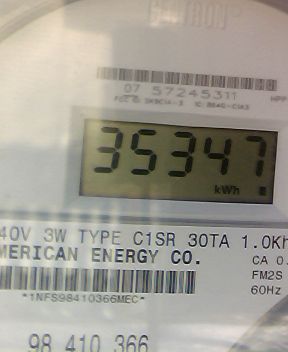 CENTRON
07 57245311
35347
kWh
40V 3W TYPE C1SR 30TA 1.0Kh
MERICAN ENERGY CO.
CA 0.
FM2S
60Hz
*1NFS98410366MEC*
98 410 366